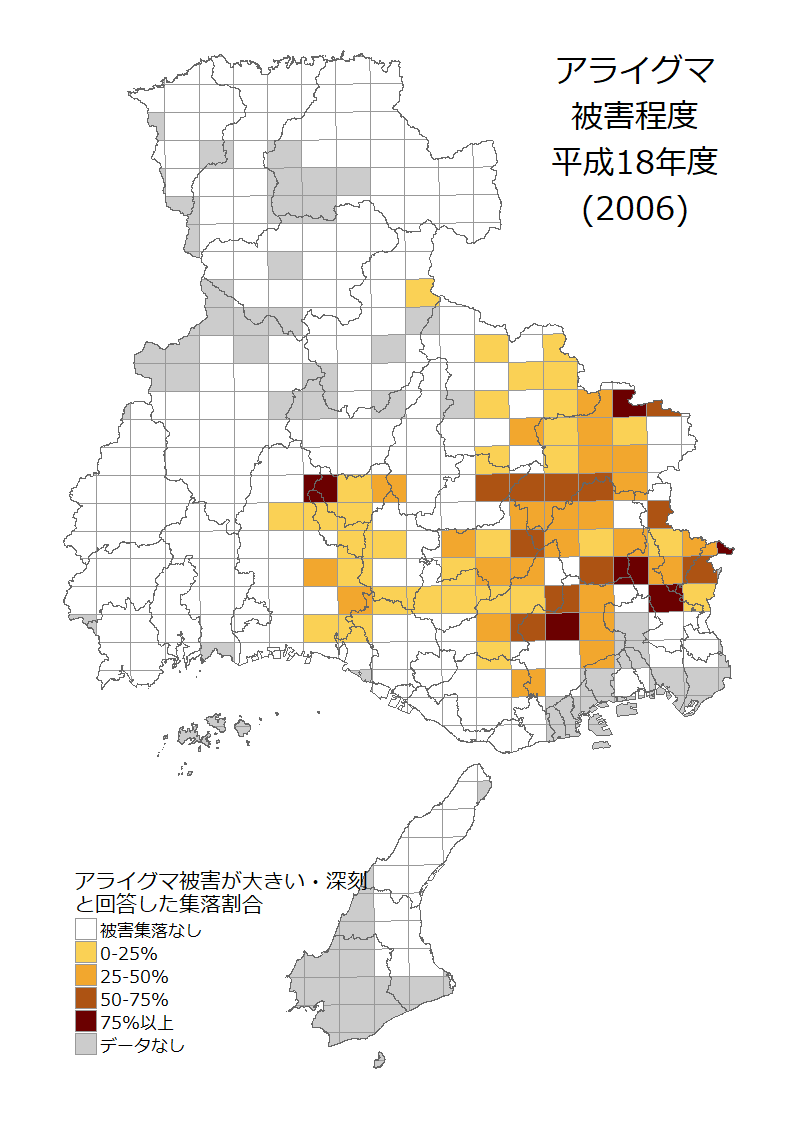 アライグマ
被害程度
平成18年度
(2006)
アライグマ被害が大きい・深刻
と回答した集落割合
被害集落なし
0-25%
25-50%
50-75%
75%以上
データなし